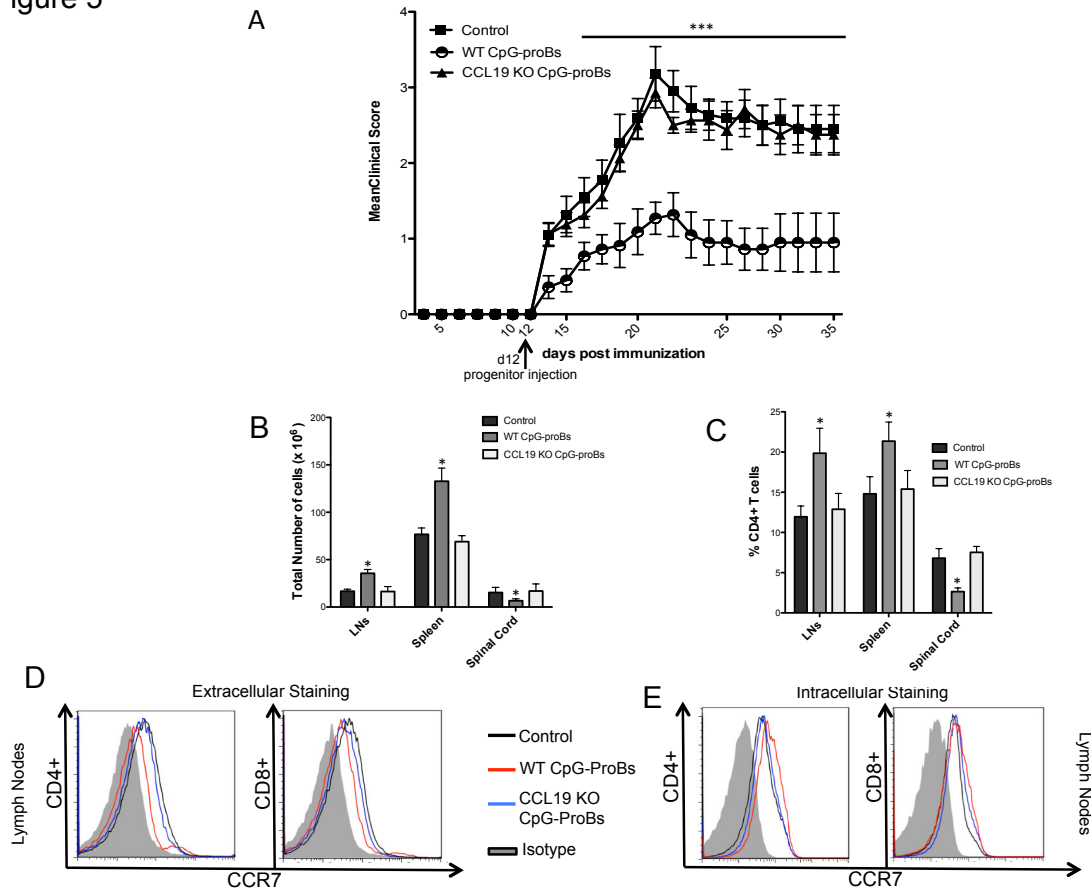 Figure 5
A
4
3
2
1
0
MeanClinical Score
Control
WT CpG-proBs
CCL19 KO CpG-proBs
***
5
10
12
15
20
25
30
35
d12
progenitor injection
days post immunization
B
200
150
100
50
0
Total Number of cells (x 10⁶)
Control
WT CpG-proBs
CCL19 KO CpG-proBs
*
*
*
LNs
Spleen
Spinal Cord
C
25
20
15
10
5
0
% CD4+ T cells
Control
WT CpG-proBs
CCL19 KO CpG-proBs
*
*
*
LNs
Spleen
Spinal Cord
D
Extracellular Staining
Lymph Nodes
CD4+
CD8+
CCR7
Control
WT CpG-ProBs
CCL19 KO
CpG-ProBs
Isotype
E
Intracellular Staining
CD4+
CD8+
Lymph Nodes
CCR7